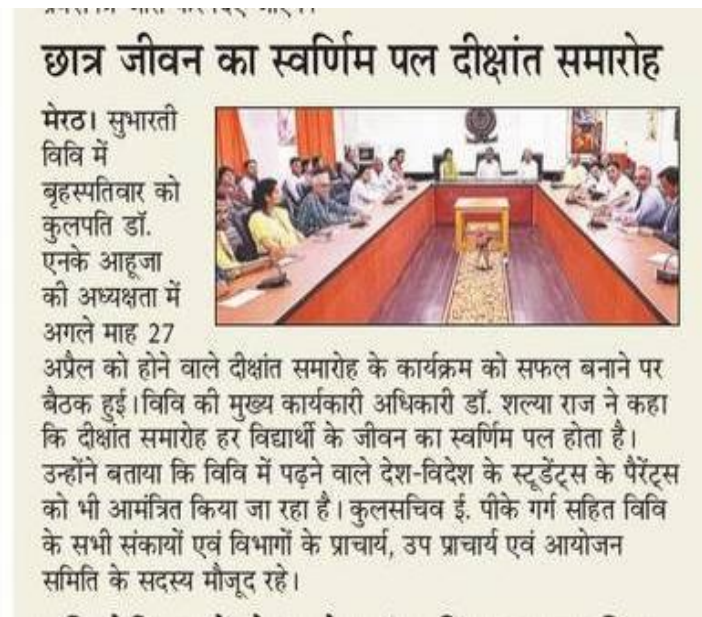 छात्र जीवन का स्वर्णिम पल दीक्षांत समारोह
मेरठ। सुभारती
विवि में
बृहस्पतिवार को
कुलपति डॉ.
एनके आहूजा
की अध्यक्षता में
अगले माह 27
अप्रैल को होने वाले दीक्षांत समारोह के कार्यक्रम को सफल बनाने पर
बैठक हुई।विवि की मुख्य कार्यकारी अधिकारी डॉ. शल्या राज ने कहा
कि दीक्षांत समारोह हर विद्यार्थी के जीवन का स्वर्णिम पल होता है।
उन्होंने बताया कि विवि में पढ़ने वाले देश-विदेश के स्टूडेंट्स के पैरेंट्स
को भी आमंत्रित किया जा रहा है। कुलसचिव ई. पीके गर्ग सहित विवि
के सभी संकायों एवं विभागों के प्राचार्य, उप प्राचार्य एवं आयोजन
समिति के सदस्य मौजूद रहे।